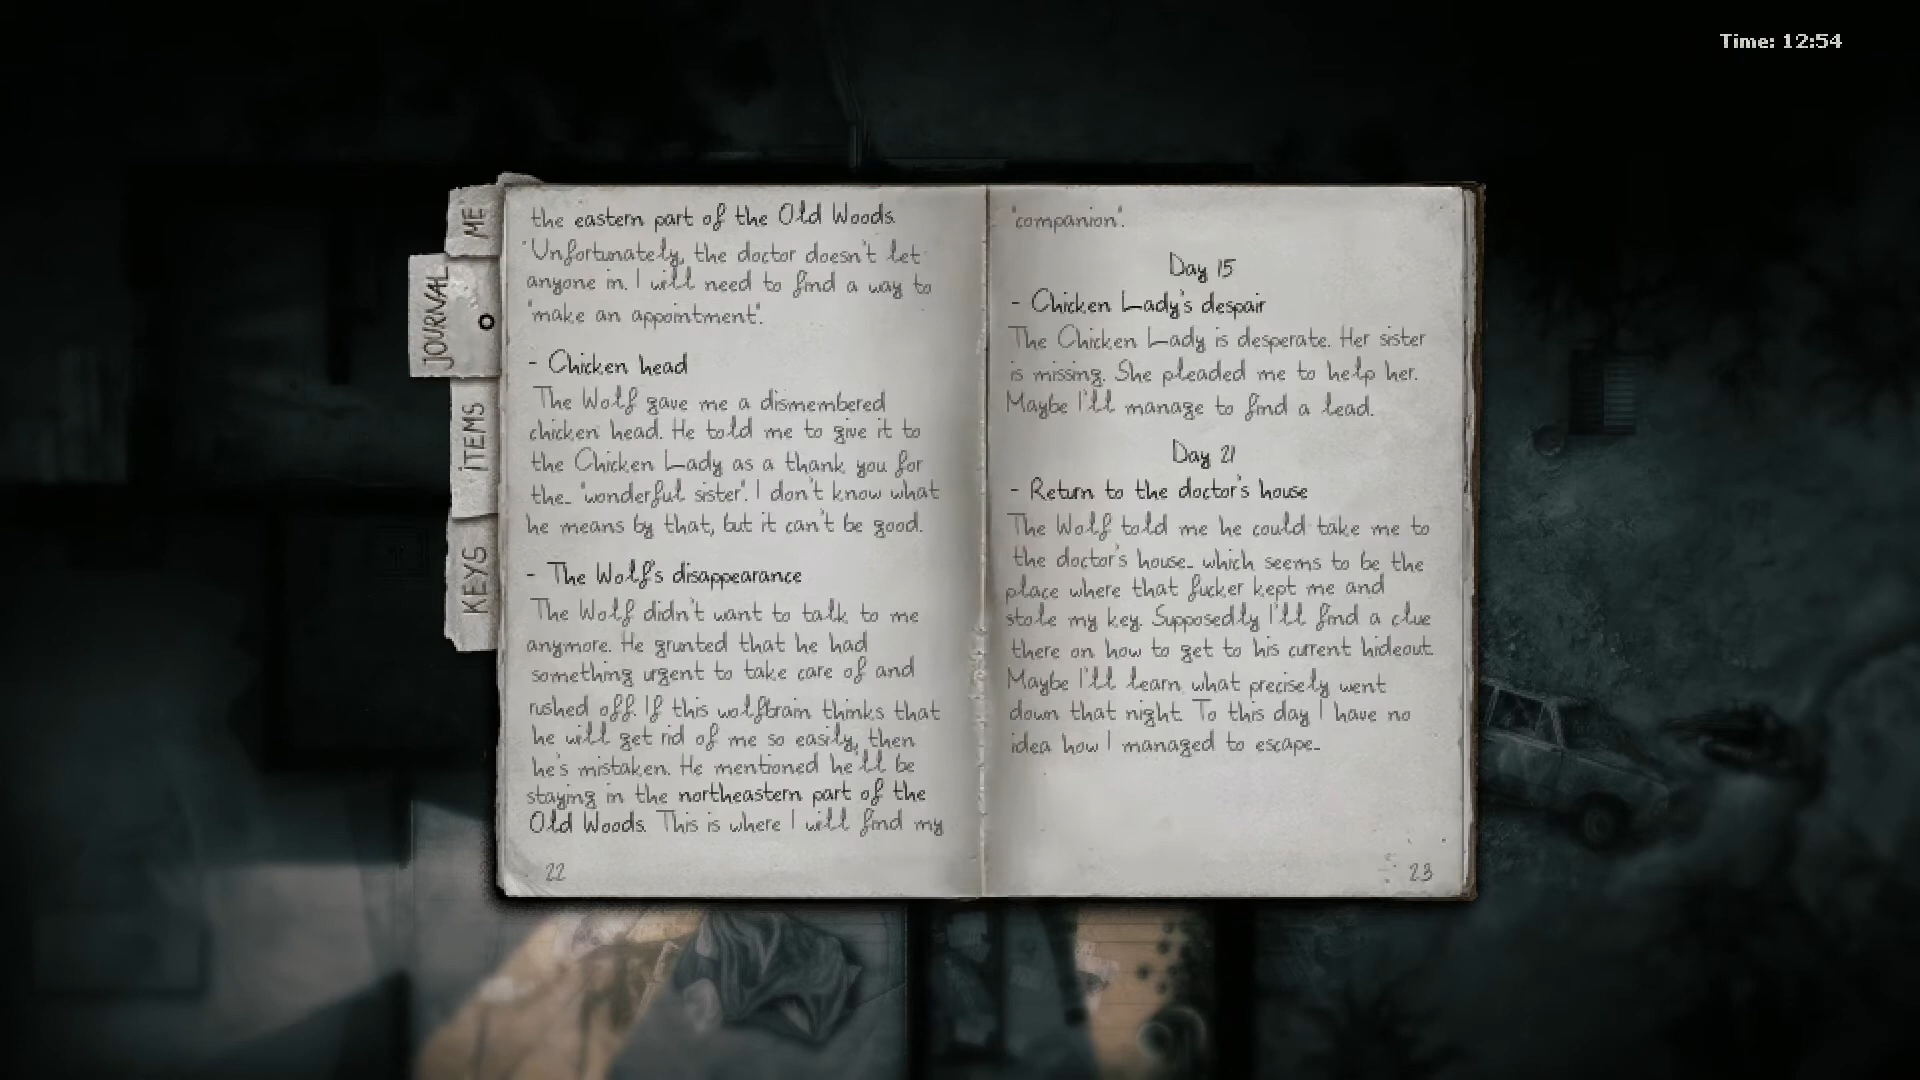 Time: 12:54
ME
JOURNAL
ITEMS
KEYS
the eastern part of the Old Woods.
Unfortunately, the doctor doesn't let
anyone in. I will need to find a way to
"make an appointment".
- Chicken head
The Wolf gave me a dismembered
chicken head. He told me to give it to
the Chicken Lady as a thank you for
the... "wonderful sister". I don't know what
he means by that, but it can't be good.
- The Wolf's disappearance
The Wolf didn't want to talk to me
anymore. He grunted that he had
something urgent to take care of and
rushed off. If this wolfbrain thinks that
he will get rid of me so easily, then
he's mistaken. He mentioned he'll be
staying in the northeastern part of the
Old Woods. This is where I will find my
22
"companion".
Day 15
- Chicken Lady's despair
The Chicken Lady is desperate. Her sister
is missing. She pleaded me to help her.
Maybe I'll manage to find a lead.
Day 21
- Return to the doctor's house
The Wolf told me he could take me to
the doctor's house... which seems to be the
place where that fucker kept me and
stole my key. Supposedly I'll find a clue
there on how to get to his current hideout.
Maybe I'll learn what precisely went
down that night. To this day I have no
idea how I managed to escape...
23